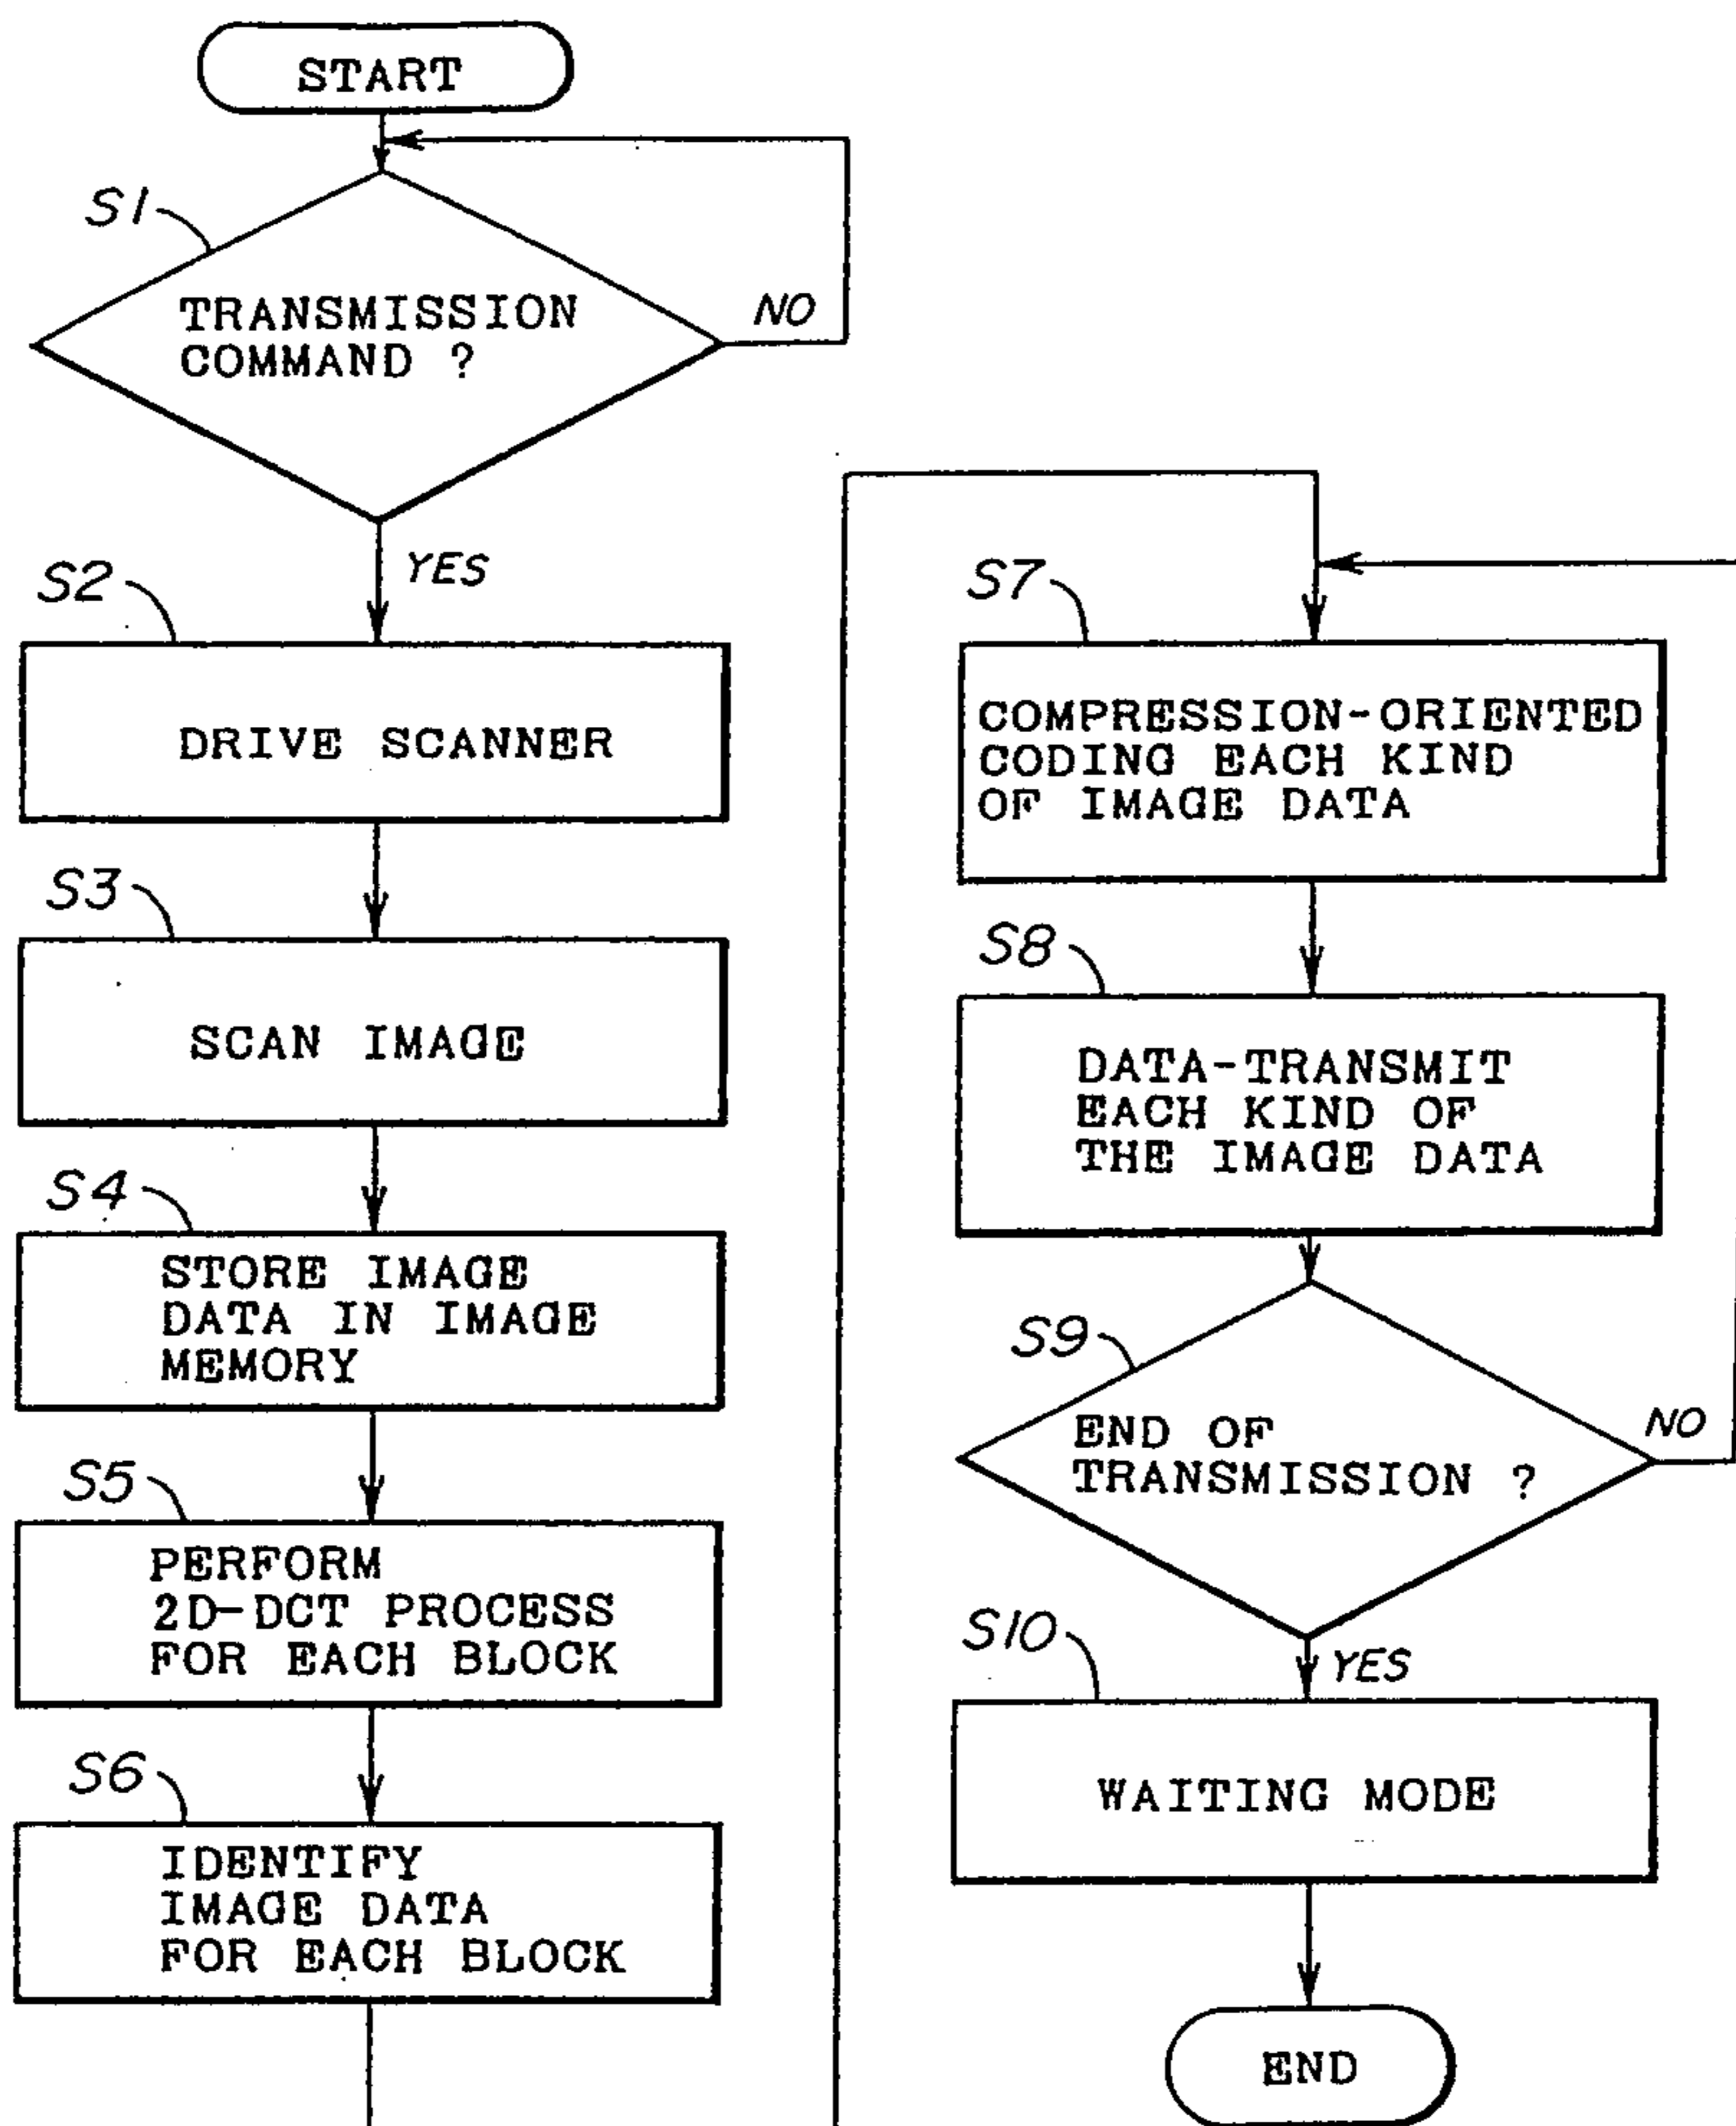 START
S1
TRANSMISSION
COMMAND ?
NO
YES
S2
DRIVE SCANNER
S3
SCAN IMAGE
S4
STORE IMAGE
DATA IN IMAGE
MEMORY
S5
PERFORM
2D-DCT PROCESS
FOR EACH BLOCK
S6
IDENTIFY
IMAGE DATA
FOR EACH BLOCK
S7
COMPRESSION-ORIENTED
CODING EACH KIND
OF IMAGE DATA
S8
DATA-TRANSMIT
EACH KIND OF
THE IMAGE DATA
S9
END OF
TRANSMISSION ?
NO
YES
S10
WAITING MODE
END